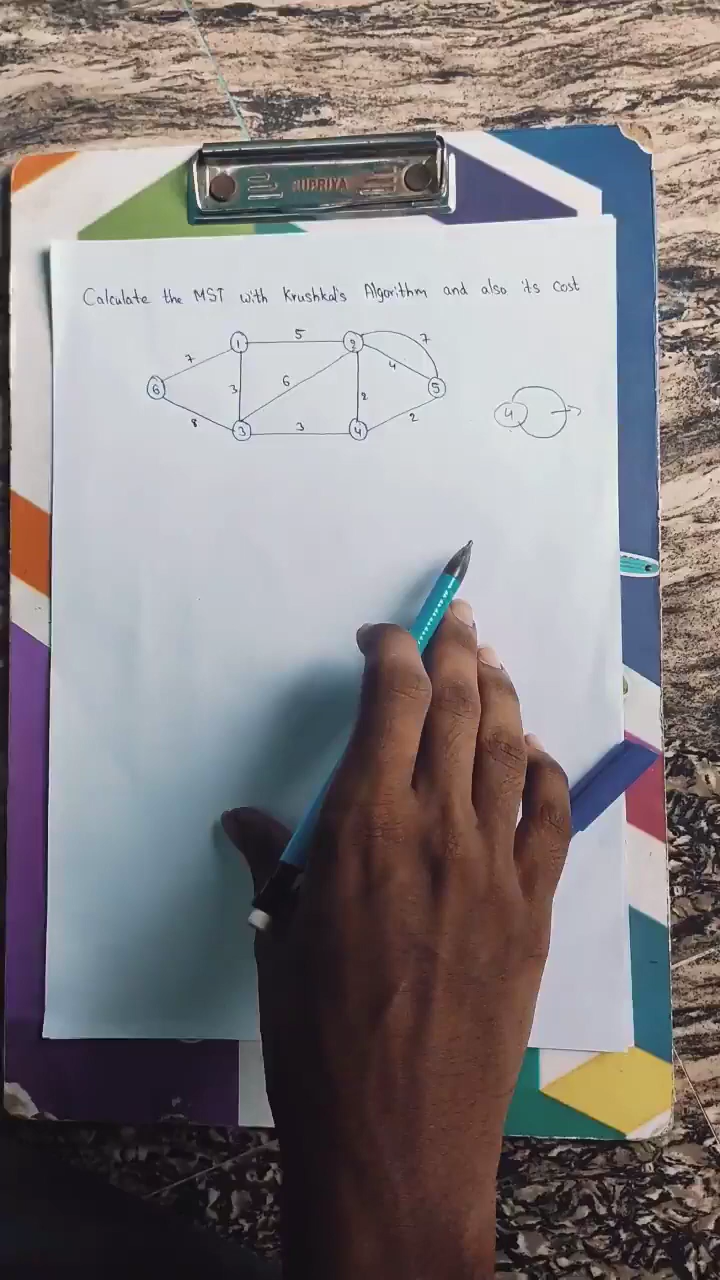 SUPRIYA
Calculate the MST with Krushkal's Algorithm and also its cost
1 5 2 7
7 4
6 3 6 2 5 4
8 3 2
3 4